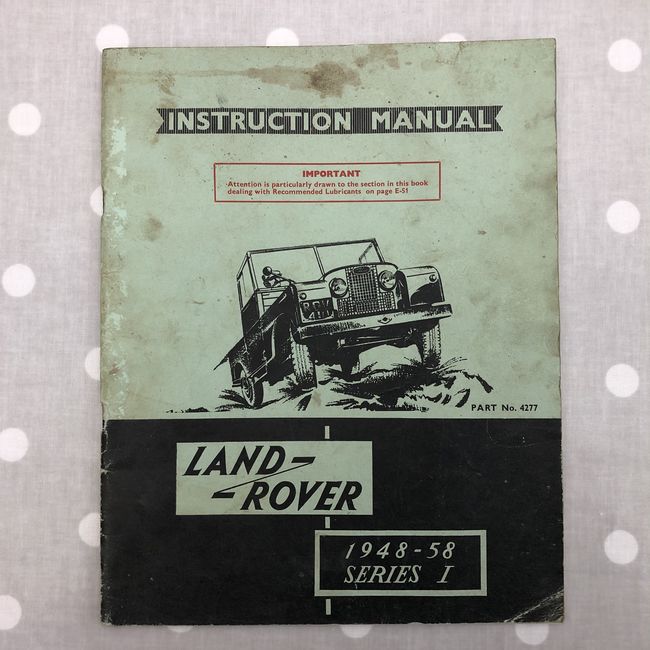 INSTRUCTION MANUAL
IMPORTANT
Attention is particularly drawn to the section in this book
dealing with Recommended Lubricants on page E-51
PART No. 4277
LAND-
-ROVER
1948-58
SERIES I